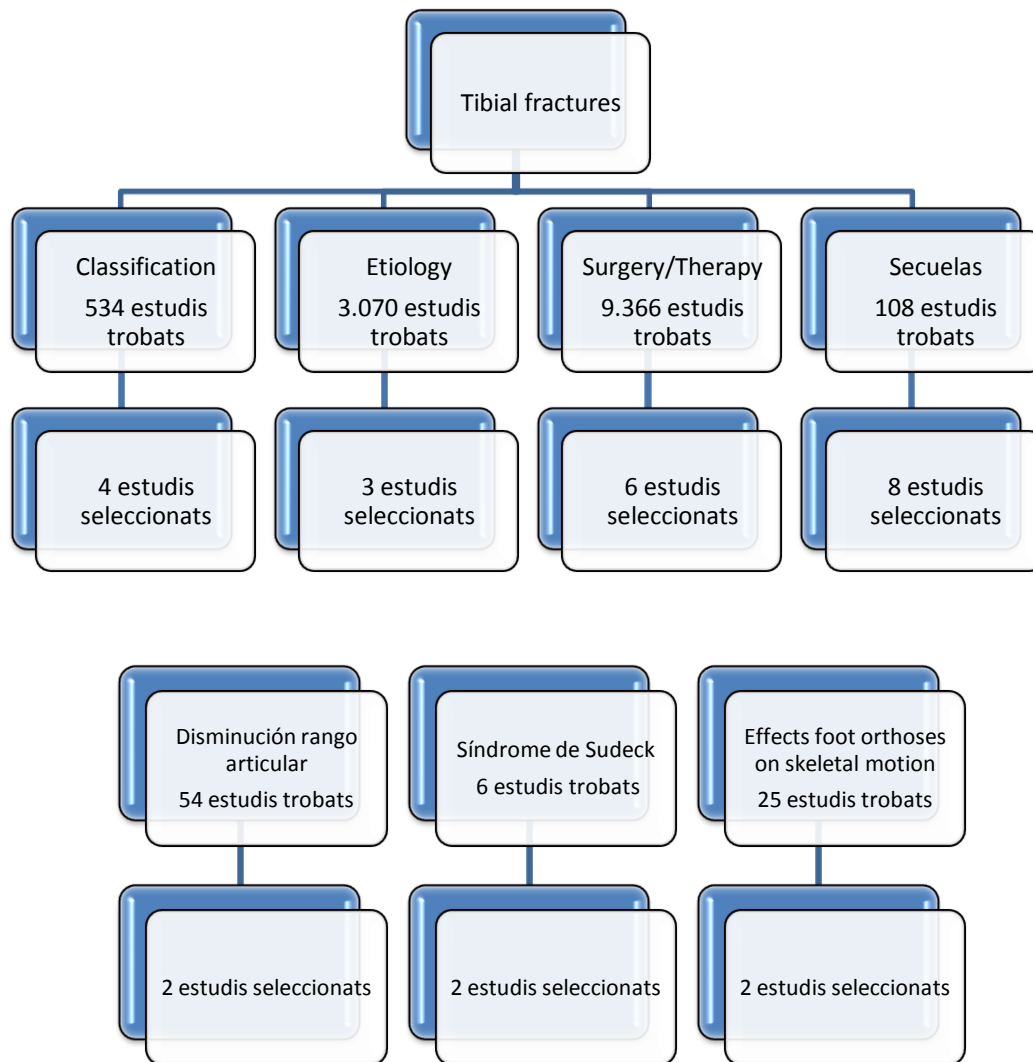 Tibial fractures
Classification
534 estudis
trobats
Etiology
3.070 estudis
trobats
Surgery/Therapy
9.366 estudis
trobats
Secuelas
108 estudis
trobats
4 estudis
seleccionats
3 estudis
seleccionats
6 estudis
seleccionats
8 estudis
seleccionats
Disminución rango
articular
54 estudis trobats
Síndrome de Sudeck
6 estudis trobats
Effects foot orthoses
on skeletal motion
25 estudis trobats
2 estudis seleccionats
2 estudis seleccionats
2 estudis seleccionats